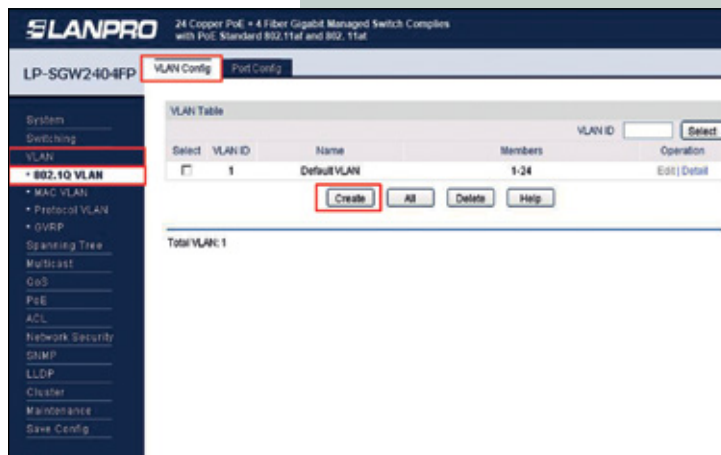 LANPRO
24 Copper PoE + 4 Fiber Gigabit Managed Switch Complies
with PoE Standard 802.11af and 802. 11at
LP-SGW2404FP
VLAN Config Port Config
System
Switching
VLAN
• 802.1Q VLAN
• MAC VLAN
• Protocol VLAN
• GVRP
Spanning Tree
Multicast
QoS
PoE
ACL
Network Security
SNMP
LLDP
Cluster
Maintenance
Save Config
VLAN Table
VLAN ID Select
Select VLAN ID Name Members Operation
1 Default VLAN 1-24 Edit | Detail
Create All Delete Help
Total VLAN: 1